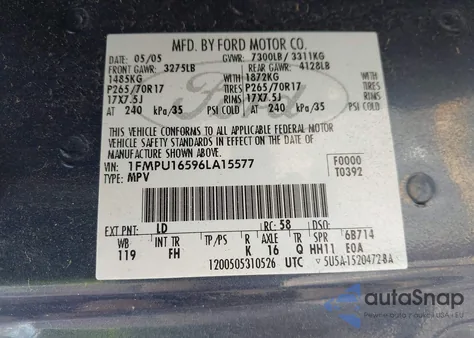 MFD. BY FORD MOTOR CO.
DATE: 05/05 GVWR: 7300LB / 3311KG
FRONT GAWR: 3275LB REAR GAWR: 4128LB
1485KG WITH 1872KG WITH
P265/70R17 TIRES P265/70R17 TIRES
17X7.5J RIMS 17X7.5J RIMS
AT 240 kPa/35 PSI COLD AT 240 kPa/35 PSI COLD
THIS VEHICLE CONFORMS TO ALL APPLICABLE FEDERAL MOTOR
VEHICLE SAFETY STANDARDS IN EFFECT ON THE DATE OF
MANUFACTURE SHOWN ABOVE.
VIN: 1FMPU16596LA15577 F0000
TYPE: MPV T0392
EXT PNT: LD RC: 58 DSO:
WB INT TR TP/PS R AXLE TR SPR 6B714
119 FH K 16 Q HH11 E0A
1200505310526 UTC 5U5A-1520472-BA
Ford
autoSnap